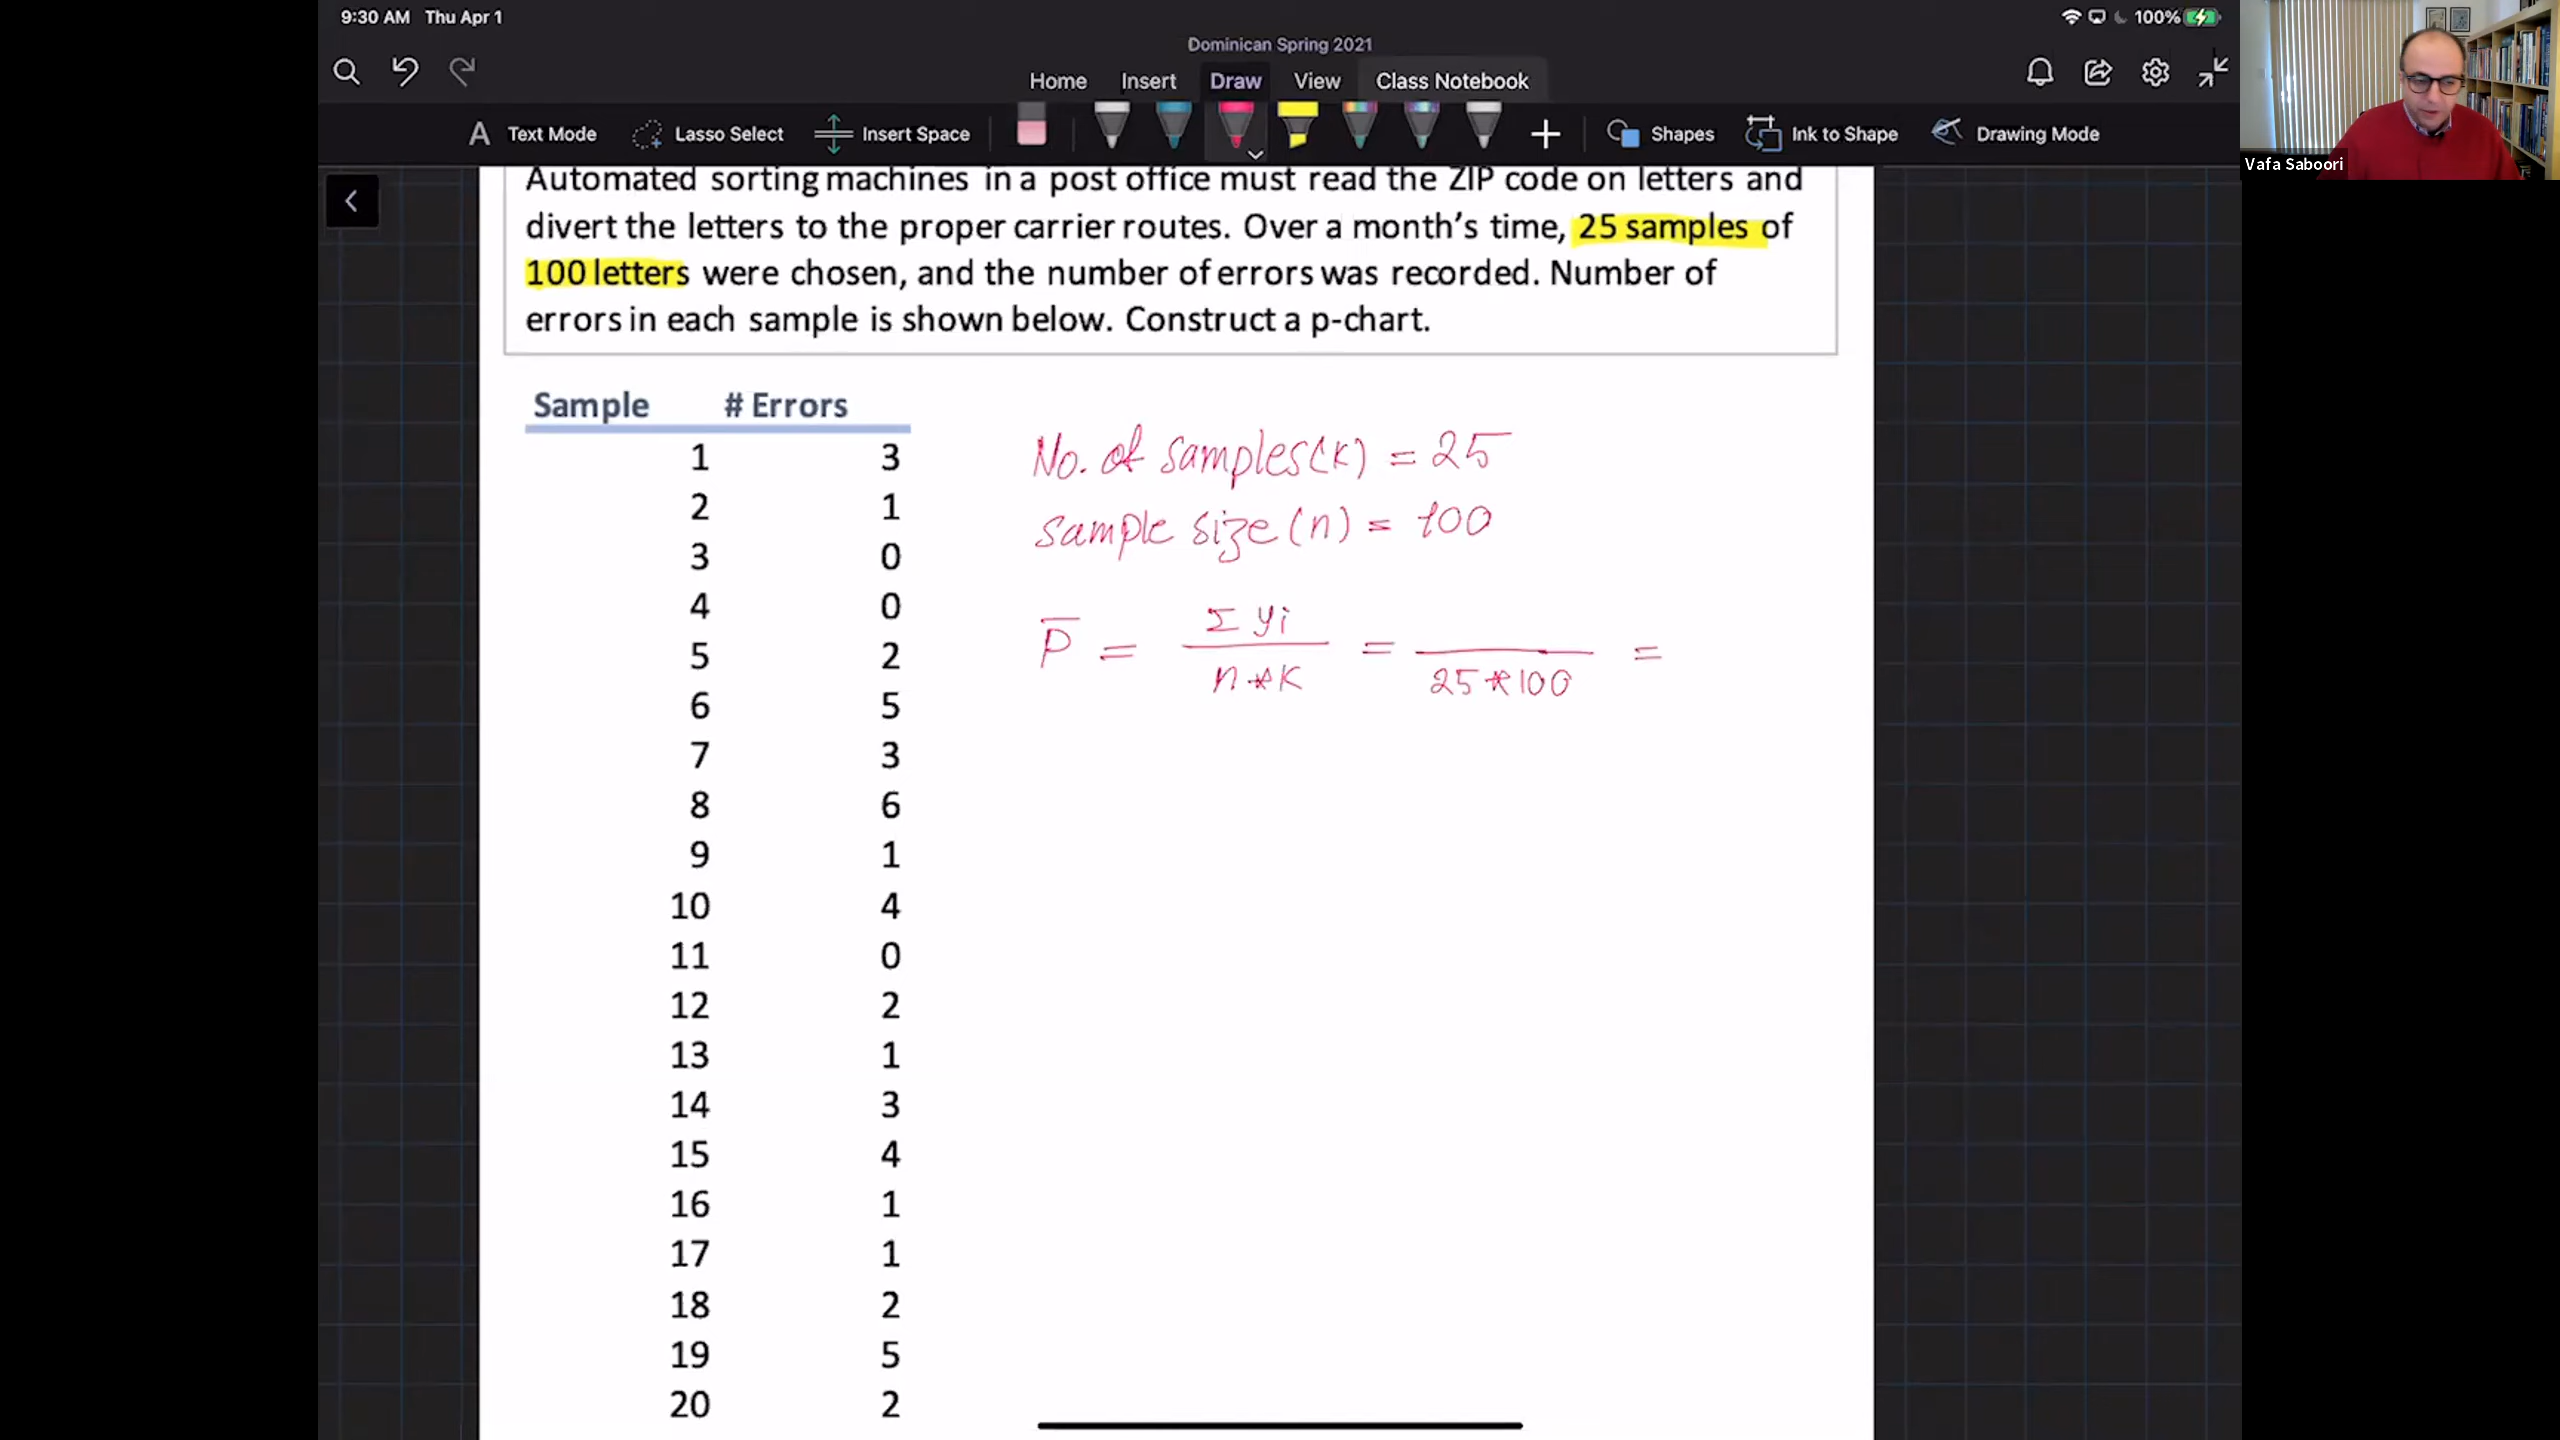 9:30 AM Thu Apr 1
100%
Dominican Spring 2021
Home Insert Draw View Class Notebook
A Text Mode Lasso Select Insert Space Shapes Ink to Shape Drawing Mode
Vafa Saboori
Automated sorting machines in a post office must read the ZIP code on letters and
divert the letters to the proper carrier routes. Over a month's time, 25 samples of
100 letters were chosen, and the number of errors was recorded. Number of
errors in each sample is shown below. Construct a p-chart.
Sample # Errors
1 3
2 1
3 0
4 0
5 2
6 5
7 3
8 6
9 1
10 4
11 0
12 2
13 1
14 3
15 4
16 1
17 1
18 2
19 5
20 2
No. of samples(k) = 25
sample size (n) = 100
P̅ = Σ yi / n*k = / 25*100 =